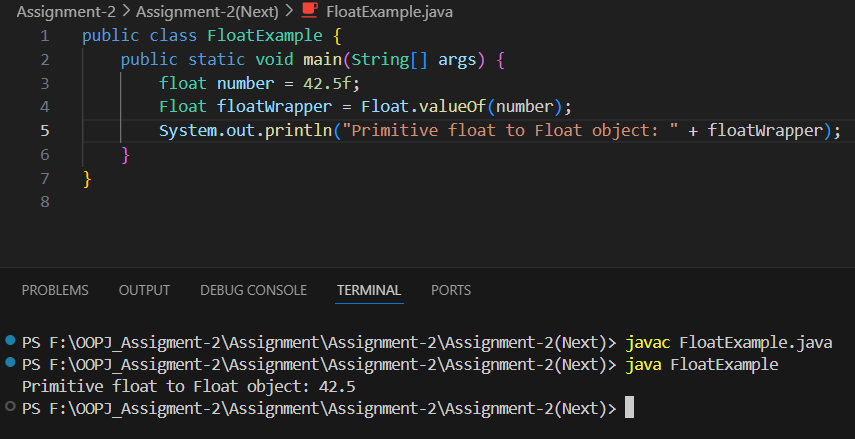 Assignment-2 > Assignment-2(Next) > FloatExample.java
1 public class FloatExample {
2     public static void main(String[] args) {
3         float number = 42.5f;
4         Float floatWrapper = Float.valueOf(number);
5         System.out.println("Primitive float to Float object: " + floatWrapper);
6     }
7 }
8
PROBLEMS OUTPUT DEBUG CONSOLE TERMINAL PORTS
PS F:\OOPJ_Assigment-2\Assignment\Assignment-2\Assignment-2(Next)> javac FloatExample.java
PS F:\OOPJ_Assigment-2\Assignment\Assignment-2\Assignment-2(Next)> java FloatExample
Primitive float to Float object: 42.5
PS F:\OOPJ_Assigment-2\Assignment\Assignment-2\Assignment-2(Next)>